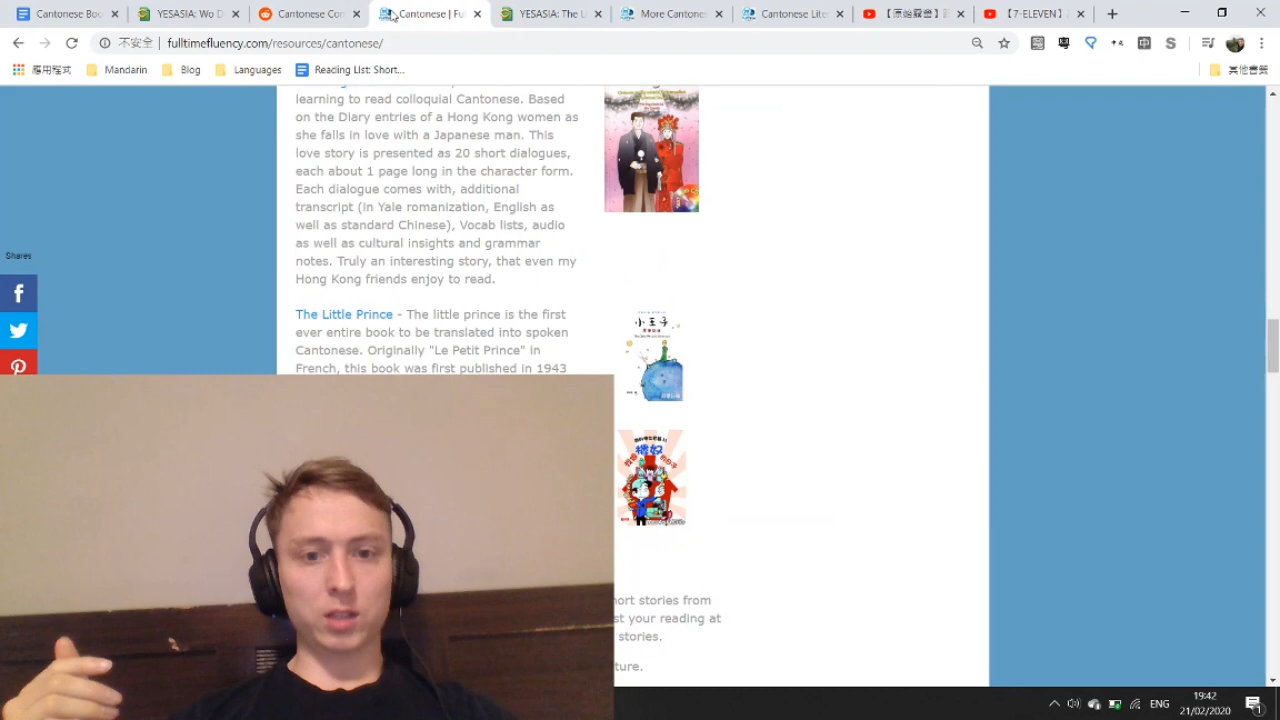 Cantonese Boo
YESASIA: Wo D
Cantonese Com
Cantonese | Ful
YESASIA: The Li
More Cantones
Cantonese Lite
【7-ELEVEN】
不安全
fulltimefluency.com/resources/cantonese/
應用程式
Mandarin
Blog
Languages
Reading List: Short...
其他書籤
learning to read colloquial Cantonese. Based
on the Diary entries of a Hong Kong women as
she falls in love with a Japanese man. This
love story is presented as 20 short dialogues,
each about 1 page long in the character form.
Each dialogue comes with, additional
transcript (in Yale romanization, English as
well as standard Chinese), Vocab lists, audio
as well as cultural insights and grammar
notes. Truly an interesting story, that even my
Hong Kong friends enjoy to read.
Shares
The Little Prince - The little prince is the first
ever entire book to be translated into spoken
Cantonese. Originally "Le Petit Prince" in
French, this book was first published in 1943
小王子
hort stories from
st your reading at
stories.
ture.
ENG
19:42
21/02/2020